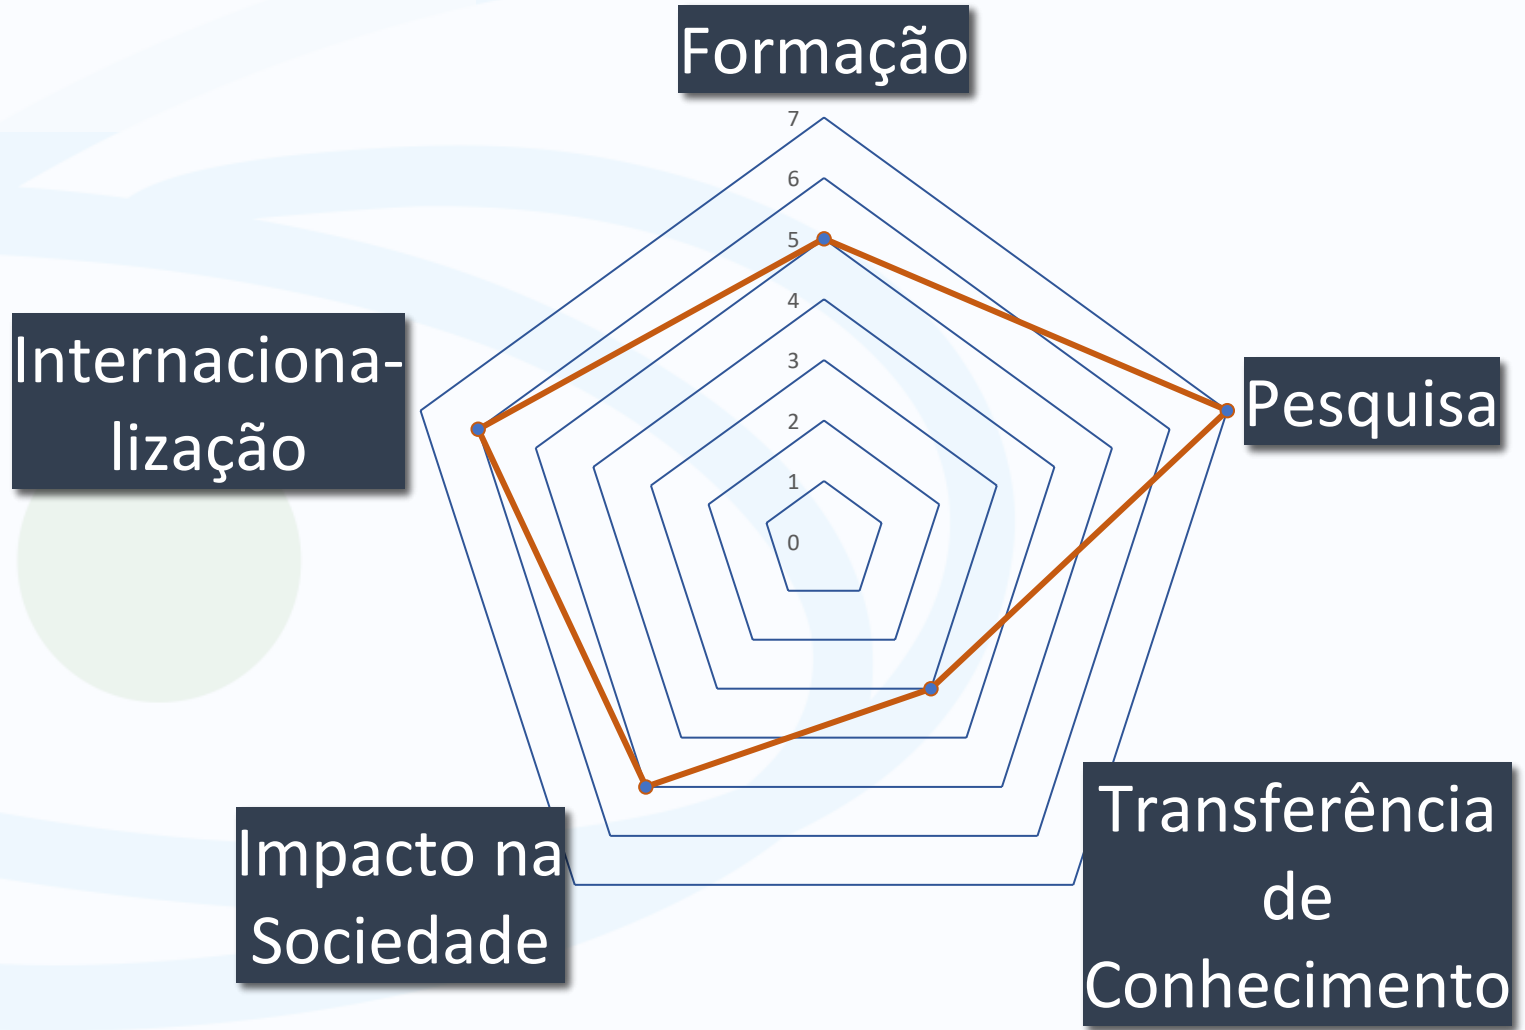 Formação
7
6
5
4
3
2
1
0
Internaciona-
lização
Pesquisa
Impacto na
Sociedade
Transferência
de
Conhecimento